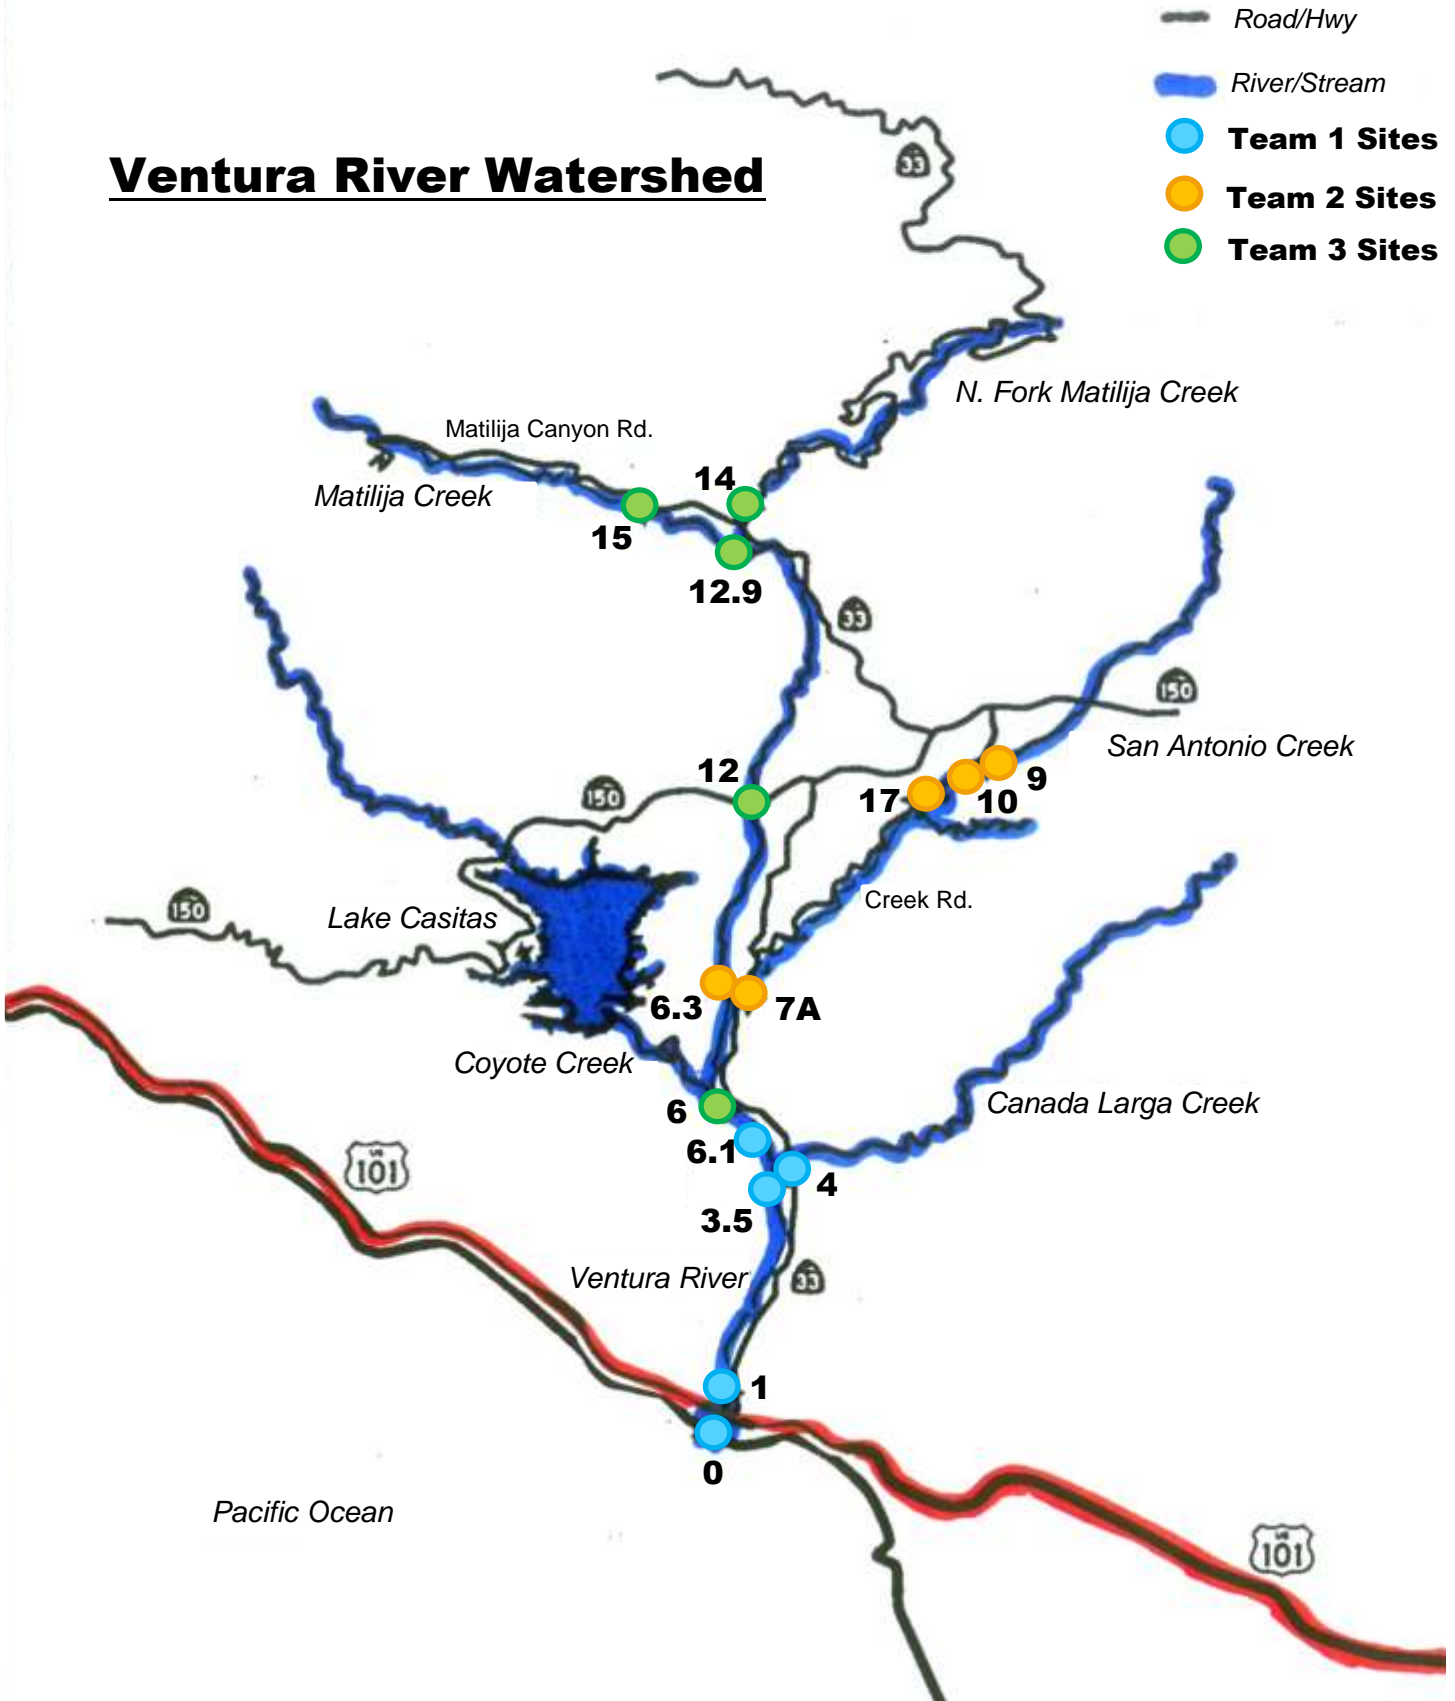 Road/Hwy
River/Stream
Team 1 Sites
Team 2 Sites
Team 3 Sites
Ventura River Watershed
33
N. Fork Matilija Creek
Matilija Canyon Rd.
Matilija Creek
14
15
12.9
33
150
San Antonio Creek
12
150
17
10
9
Creek Rd.
150
Lake Casitas
6.3
7A
Coyote Creek
Canada Larga Creek
6
6.1
4
3.5
US
101
Ventura River
33
1
0
Pacific Ocean
US
101